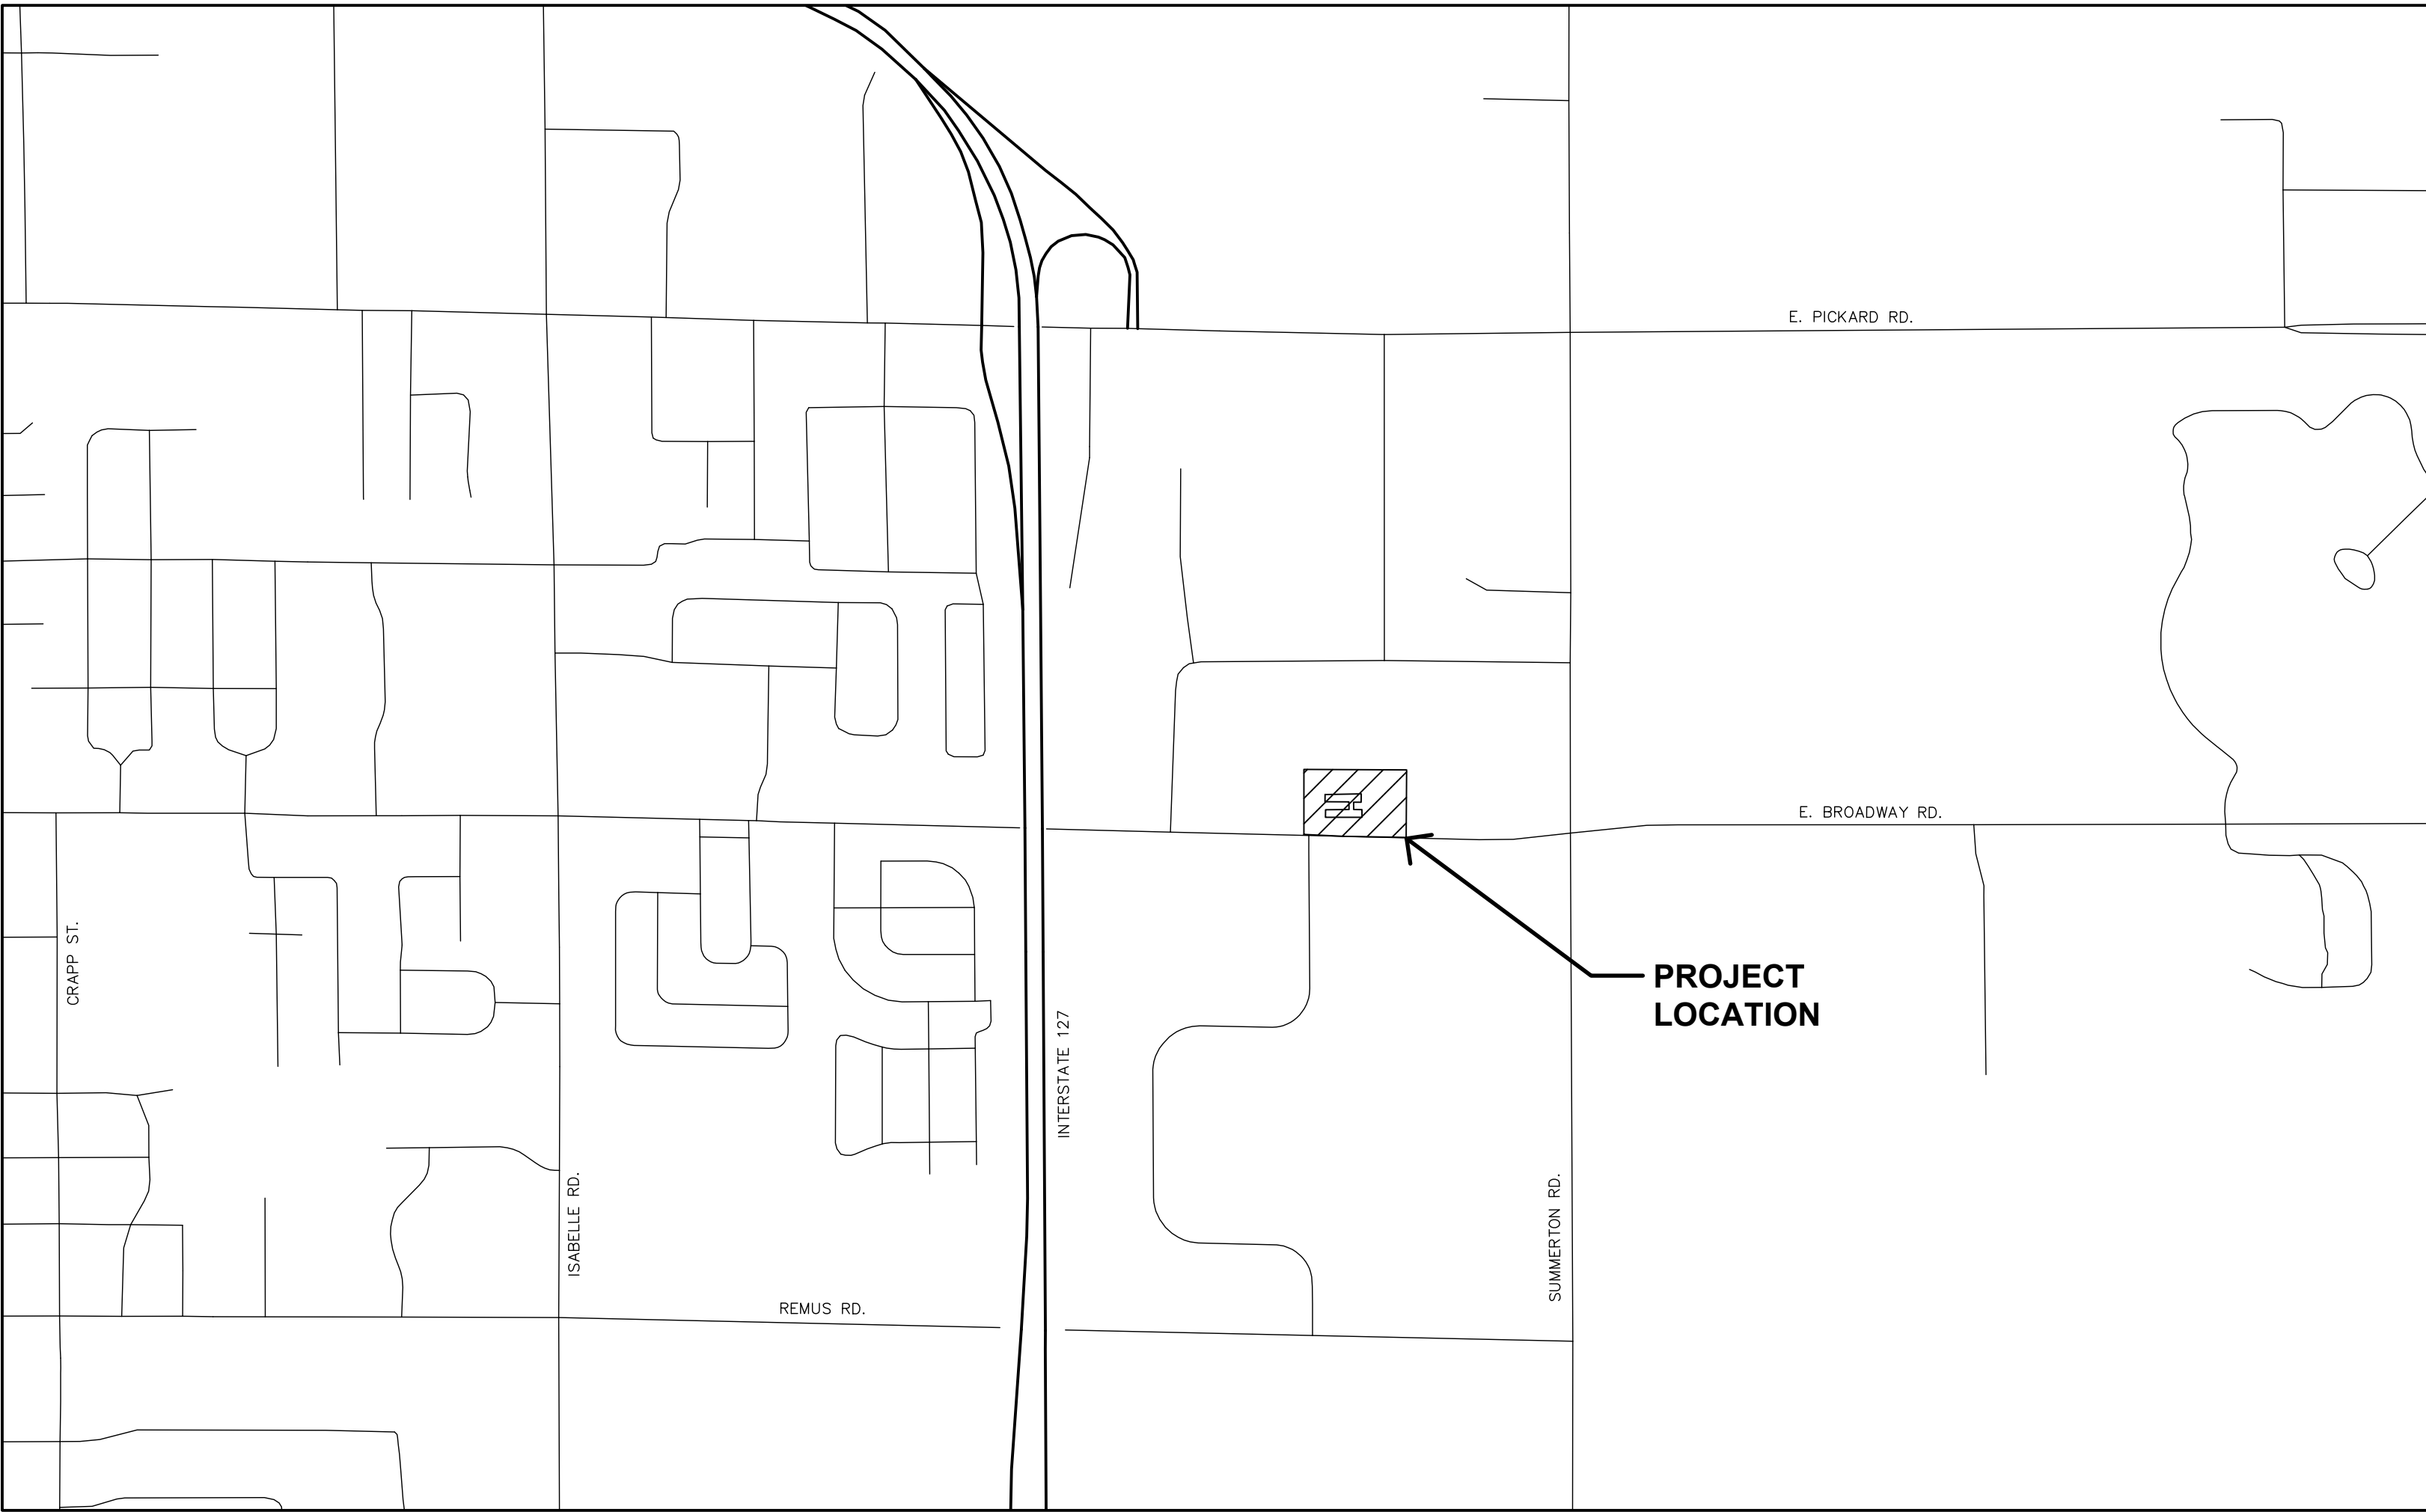 E. PICKARD RD.
E. BROADWAY RD.
CRAPP ST.
PROJECT
LOCATION
INTERSTATE 127
ISABELLE RD.
SUMMERTON RD.
REMUS RD.